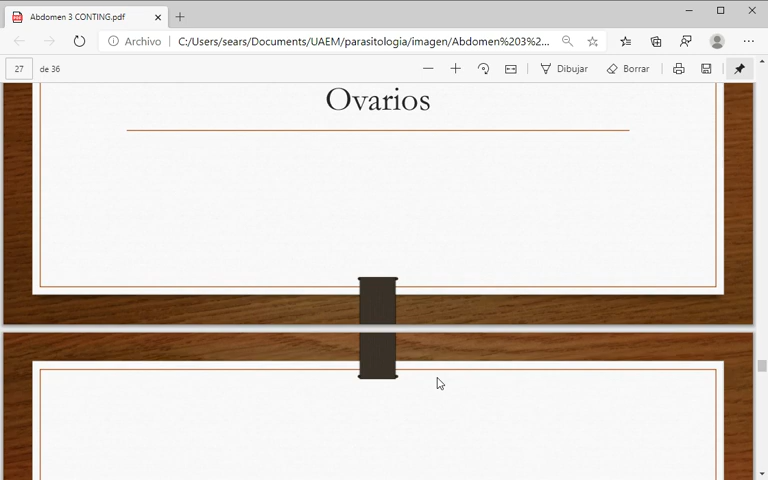 Abdomen 3 CONTING.pdf
Archivo
C:/Users/sears/Documents/UAEM/parasitologia/imagen/Abdomen%203%2...
27
de 36
Dibujar
Borrar
Ovarios